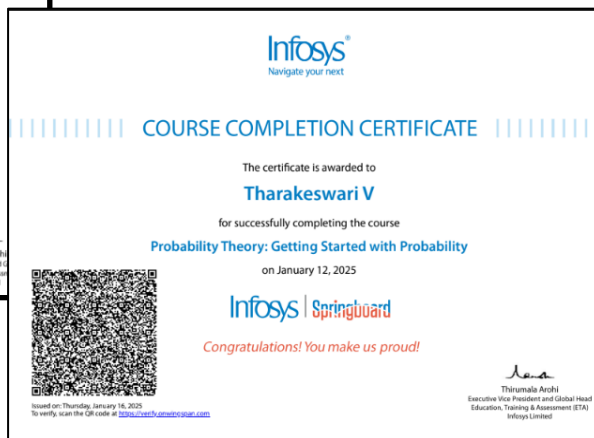 Infosys®
Navigate your next
COURSE COMPLETION CERTIFICATE
The certificate is awarded to
Tharakeswari V
for successfully completing the course
Probability Theory: Getting Started with Probability
on January 12, 2025
Infosys | Springboard
Congratulations! You make us proud!
Issued on: Thursday, January 16, 2025
To verify, scan the QR code at https://verify.onwingspan.com
Thirumala Arohi
Executive Vice President and Global Head
Education, Training & Assessment (ETA)
Infosys Limited